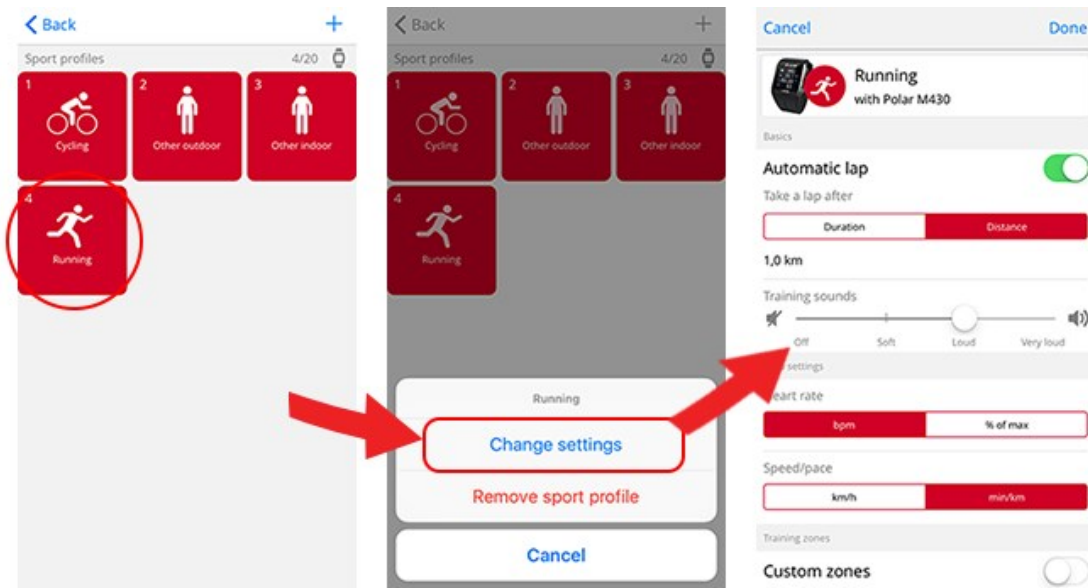 Back +
Sport profiles 4/20
1 2 3
Cycling Other outdoor Other indoor
4
Running
Back +
Sport profiles 4/20
1 2 3
Cycling Other outdoor Other indoor
4
Running
Running
Change settings
Remove sport profile
Cancel
Cancel Done
Running
with Polar M430
Basics
Automatic lap
Take a lap after
Duration Distance
1,0 km
Training sounds
Off Soft Loud Very loud
settings
eart rate
bpm % of max
Speed/pace
km/h min/km
Training zones
Custom zones